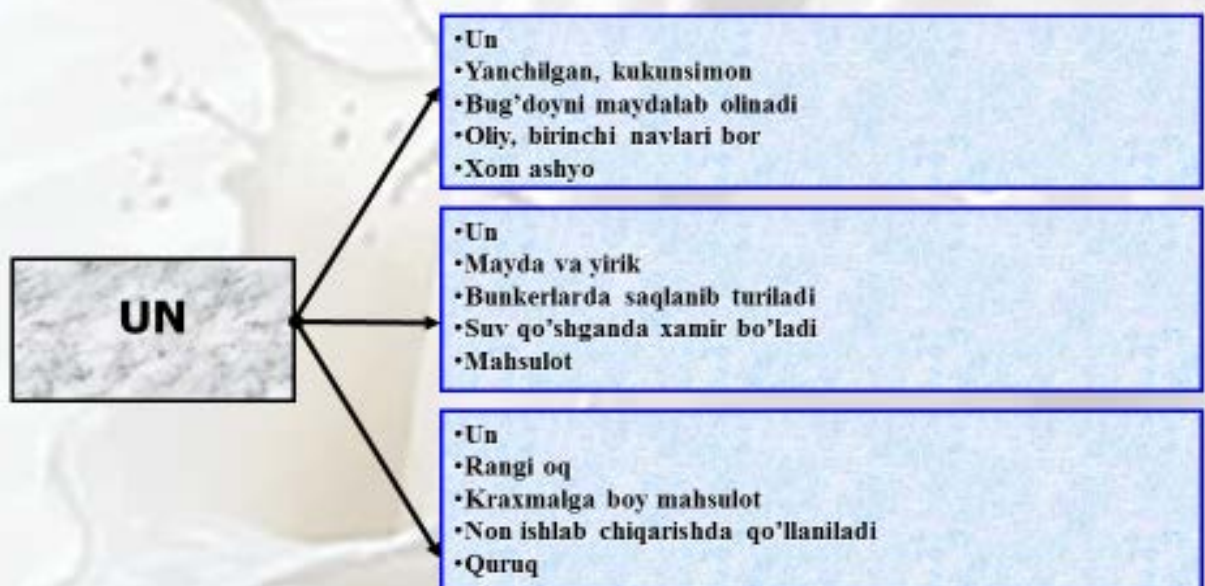 UN
•Un
•Yanchilgan, kukunsimon
•Bug’doyni maydalab olinadi
•Oliy, birinchi navlari bor
•Xom ashyo
•Un
•Mayda va yirik
•Bunkerlarda saqlanib turiladi
•Suv qo’shganda xamir bo’ladi
•Mahsulot
•Un
•Rangi oq
•Kraxmalga boy mahsulot
•Non ishlab chiqarishda qo’llaniladi
•Quruq